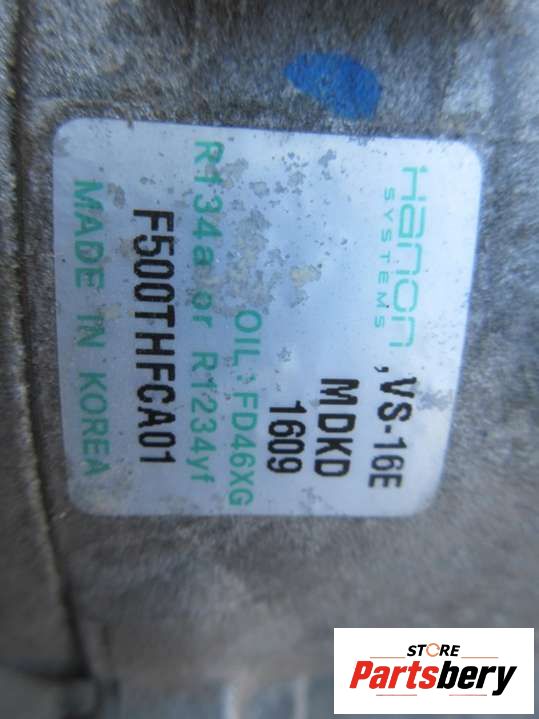 Hanon
SYSTEMS
,VS-16E
MDKD
1609
OIL : FD46XG
R134a or R1234yf
F500THFCA01
MADE IN KOREA
STORE
Partsbery